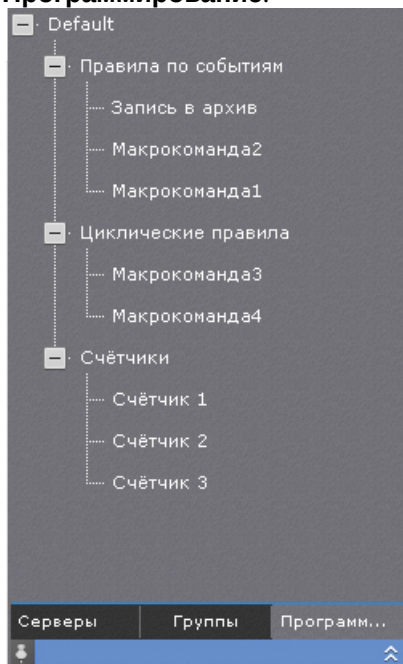 Программирование.
Default
Правила по событиям
Запись в архив
Макрокоманда2
Макрокоманда1
Циклические правила
Макрокоманда3
Макрокоманда4
Счётчики
Счётчик 1
Счётчик 2
Счётчик 3
Серверы Группы Программ...